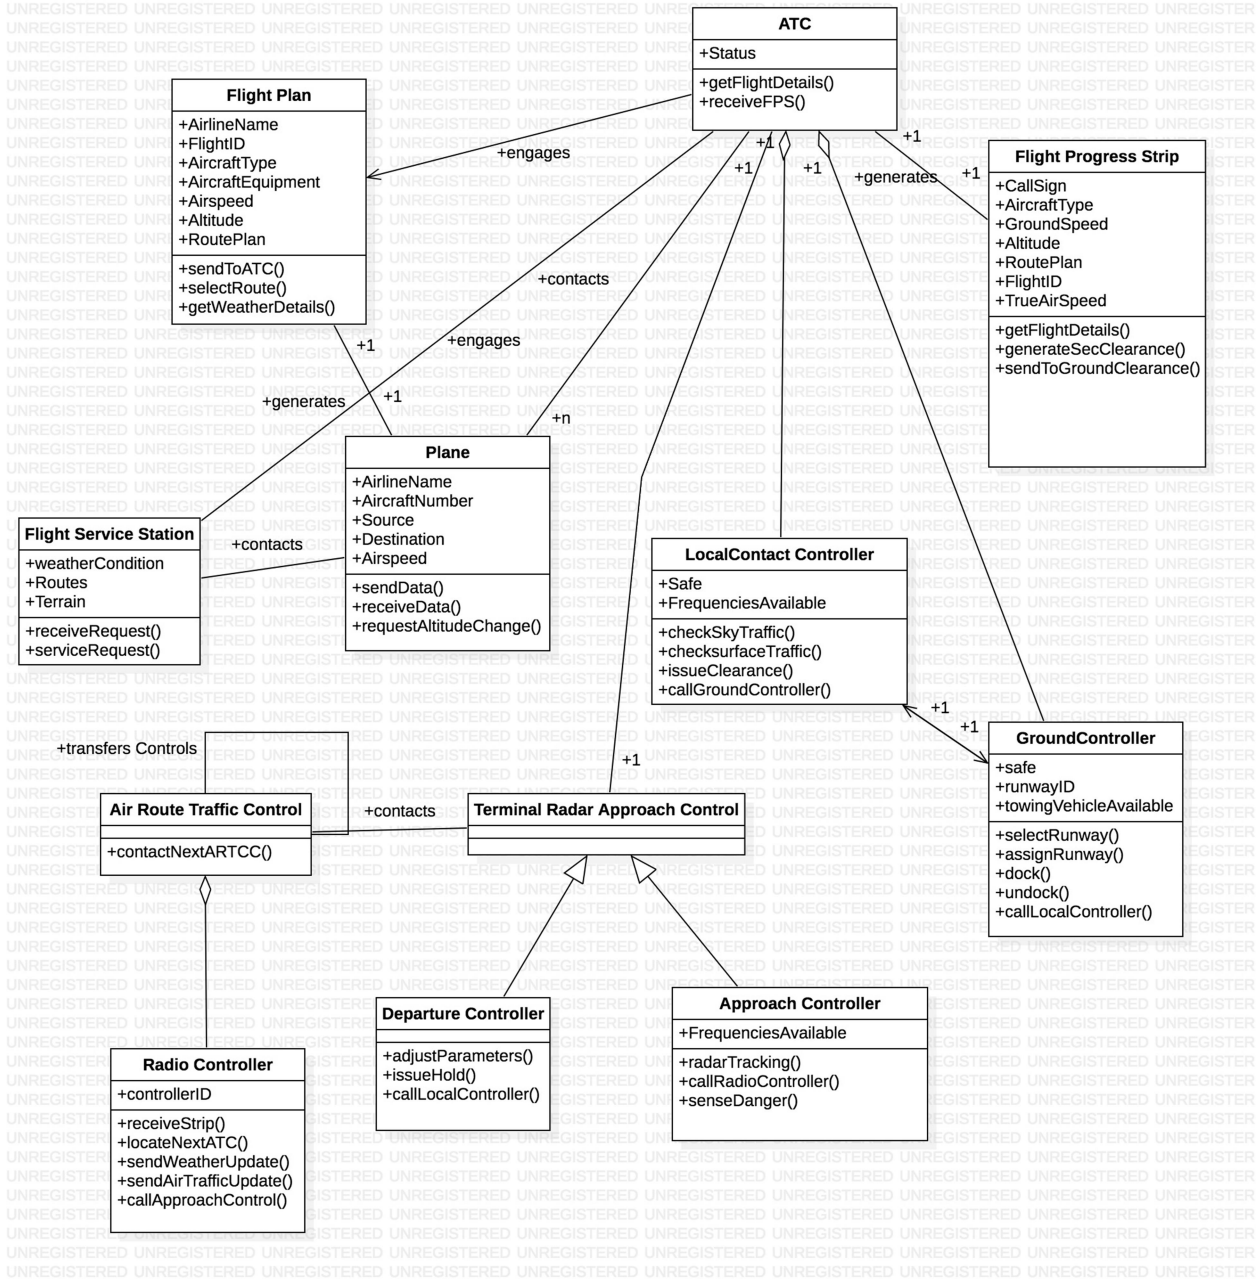 ATC
+Status
+getFlightDetails()
+receiveFPS()
Flight Plan
+AirlineName
+FlightID
+AircraftType
+AircraftEquipment
+Airspeed
+Altitude
+RoutePlan
+sendToATC()
+selectRoute()
+getWeatherDetails()
+engages
+1
+1
+1
+1
+generates
+1
Flight Progress Strip
+CallSign
+AircraftType
+GroundSpeed
+Altitude
+RoutePlan
+FlightID
+TrueAirSpeed
+getFlightDetails()
+generateSecClearance()
+sendToGroundClearance()
+contacts
+engages
+generates
+1
+1
+n
Plane
+AirlineName
+AircraftNumber
+Source
+Destination
+Airspeed
+sendData()
+receiveData()
+requestAltitudeChange()
Flight Service Station
+weatherCondition
+Routes
+Terrain
+receiveRequest()
+serviceRequest()
+contacts
LocalContact Controller
+Safe
+FrequenciesAvailable
+checkSkyTraffic()
+checksurfaceTraffic()
+issueClearance()
+callGroundController()
+1
+1
GroundController
+safe
+runwayID
+towingVehicleAvailable
+selectRunway()
+assignRunway()
+dock()
+undock()
+callLocalController()
+transfers Controls
+1
Air Route Traffic Control
+contactNextARTCC()
+contacts
Terminal Radar Approach Control
Departure Controller
+adjustParameters()
+issueHold()
+callLocalController()
Approach Controller
+FrequenciesAvailable
+radarTracking()
+callRadioController()
+senseDanger()
Radio Controller
+controllerID
+receiveStrip()
+locateNextATC()
+sendWeatherUpdate()
+sendAirTrafficUpdate()
+callApproachControl()
UNREGISTERED